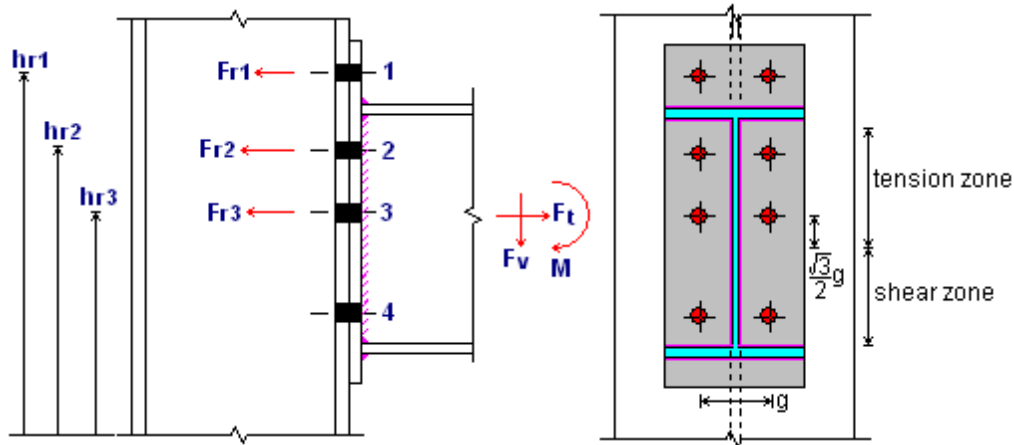 hr1
hr2
hr3
Fr1
Fr2
Fr3
1
2
3
4
Ft
Fv
M
tension zone
√3/2 g
shear zone
g